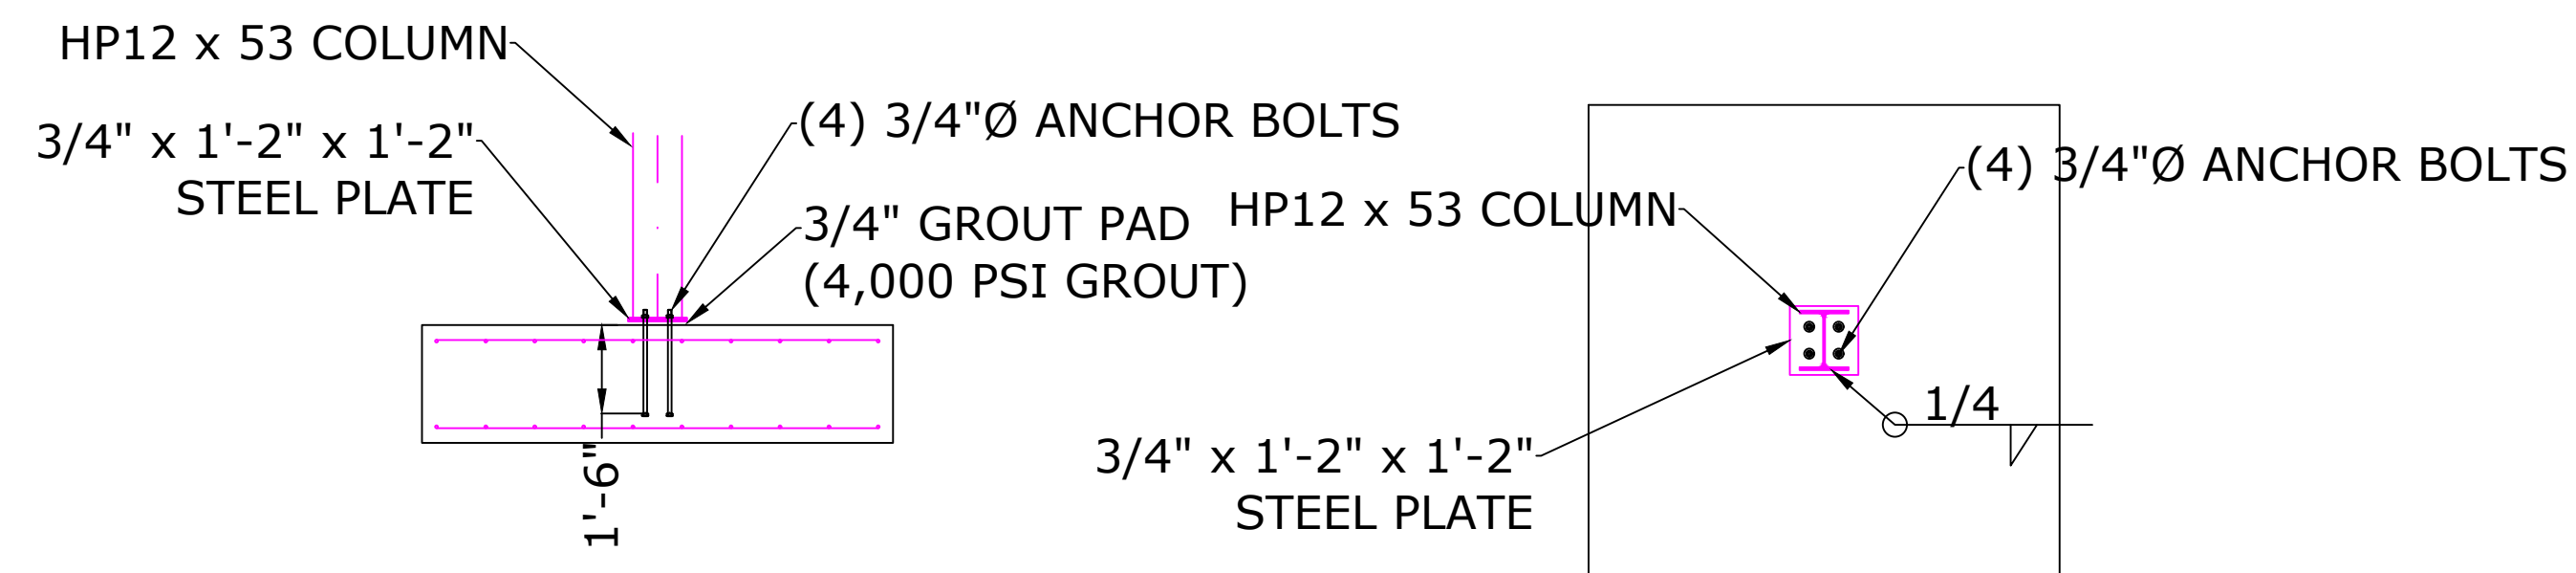 HP12 x 53 COLUMN
3/4" x 1'-2" x 1'-2"
STEEL PLATE
(4) 3/4"Ø ANCHOR BOLTS
3/4" GROUT PAD
(4,000 PSI GROUT)
1'-6"
HP12 x 53 COLUMN
(4) 3/4"Ø ANCHOR BOLTS
1/4
3/4" x 1'-2" x 1'-2"
STEEL PLATE